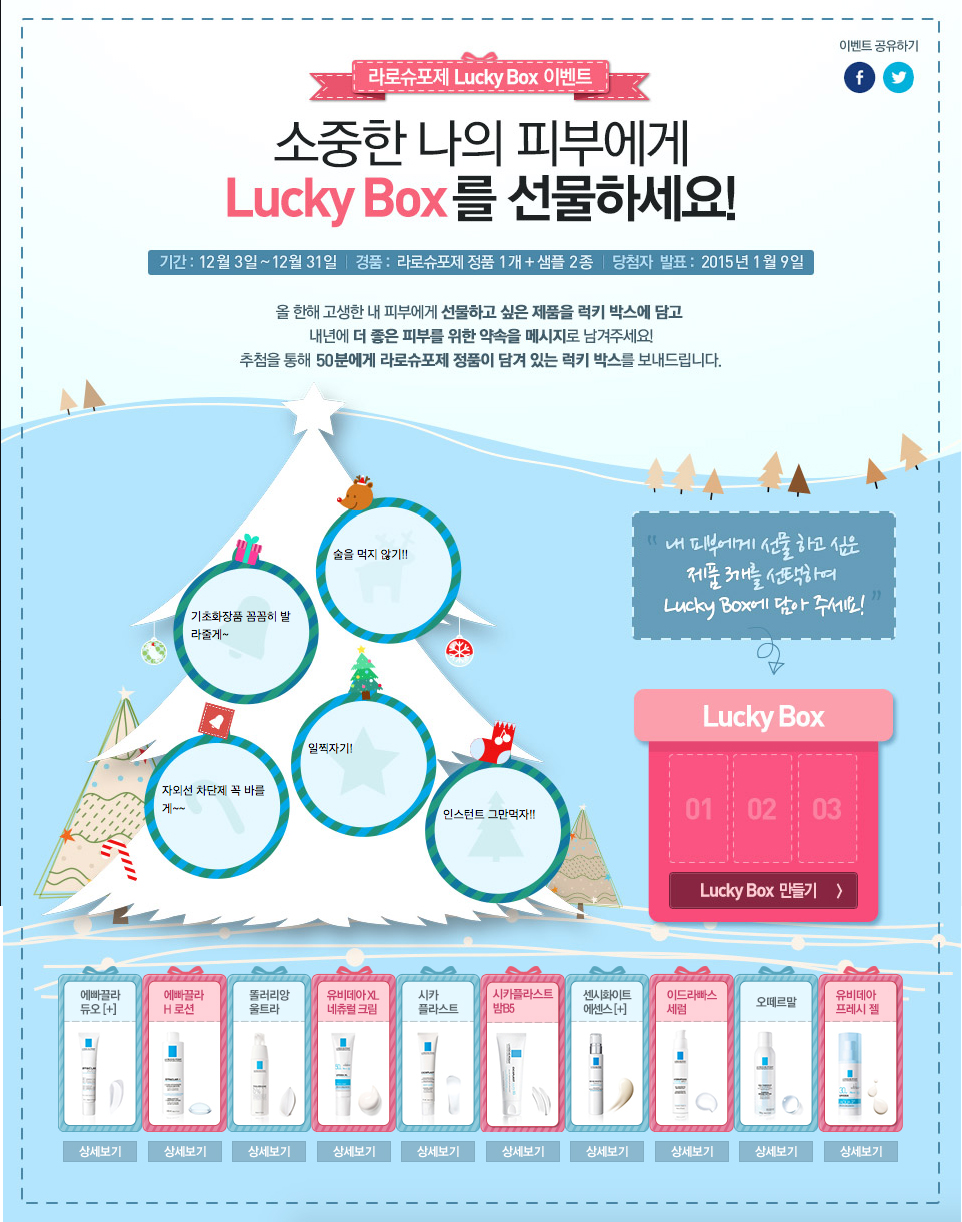 이벤트 공유하기
라로슈포제 Lucky Box 이벤트
소중한 나의 피부에게
Lucky Box를 선물하세요!
기간 : 12월 3일 ~ 12월 31일 | 경품 : 라로슈포제 정품 1개 + 샘플 2종 | 당첨자 발표 : 2015년 1월 9일
올 한해 고생한 내 피부에게 선물하고 싶은 제품을 럭키 박스에 담고
내년에 더 좋은 피부를 위한 약속을 메시지로 남겨주세요!
추첨을 통해 50분에게 라로슈포제 정품이 담겨 있는 럭키 박스를 보내드립니다.
술을 먹지 않기!!
기초화장품 꼼꼼히 발
라줄게~
일찍자기!
자외선 차단제 꼭 바를
게~~
인스턴트 그만먹자!!
“ 내 피부에게 선물 하고 싶은
제품 3개를 선택하여
Lucky Box에 담아 주세요! ”
Lucky Box
01 02 03
Lucky Box 만들기 〉
에빠끌라
듀오 [+]
에빠끌라
H 로션
똘러리앙
울트라
유비데아 XL
네츄럴 크림
시카
플라스트
시카플라스트
밤B5
센시화이트
에센스 [+]
이드라빠스
세럼
오떼르말
유비데아
프레시 젤
상세보기 상세보기 상세보기 상세보기 상세보기 상세보기 상세보기 상세보기 상세보기 상세보기